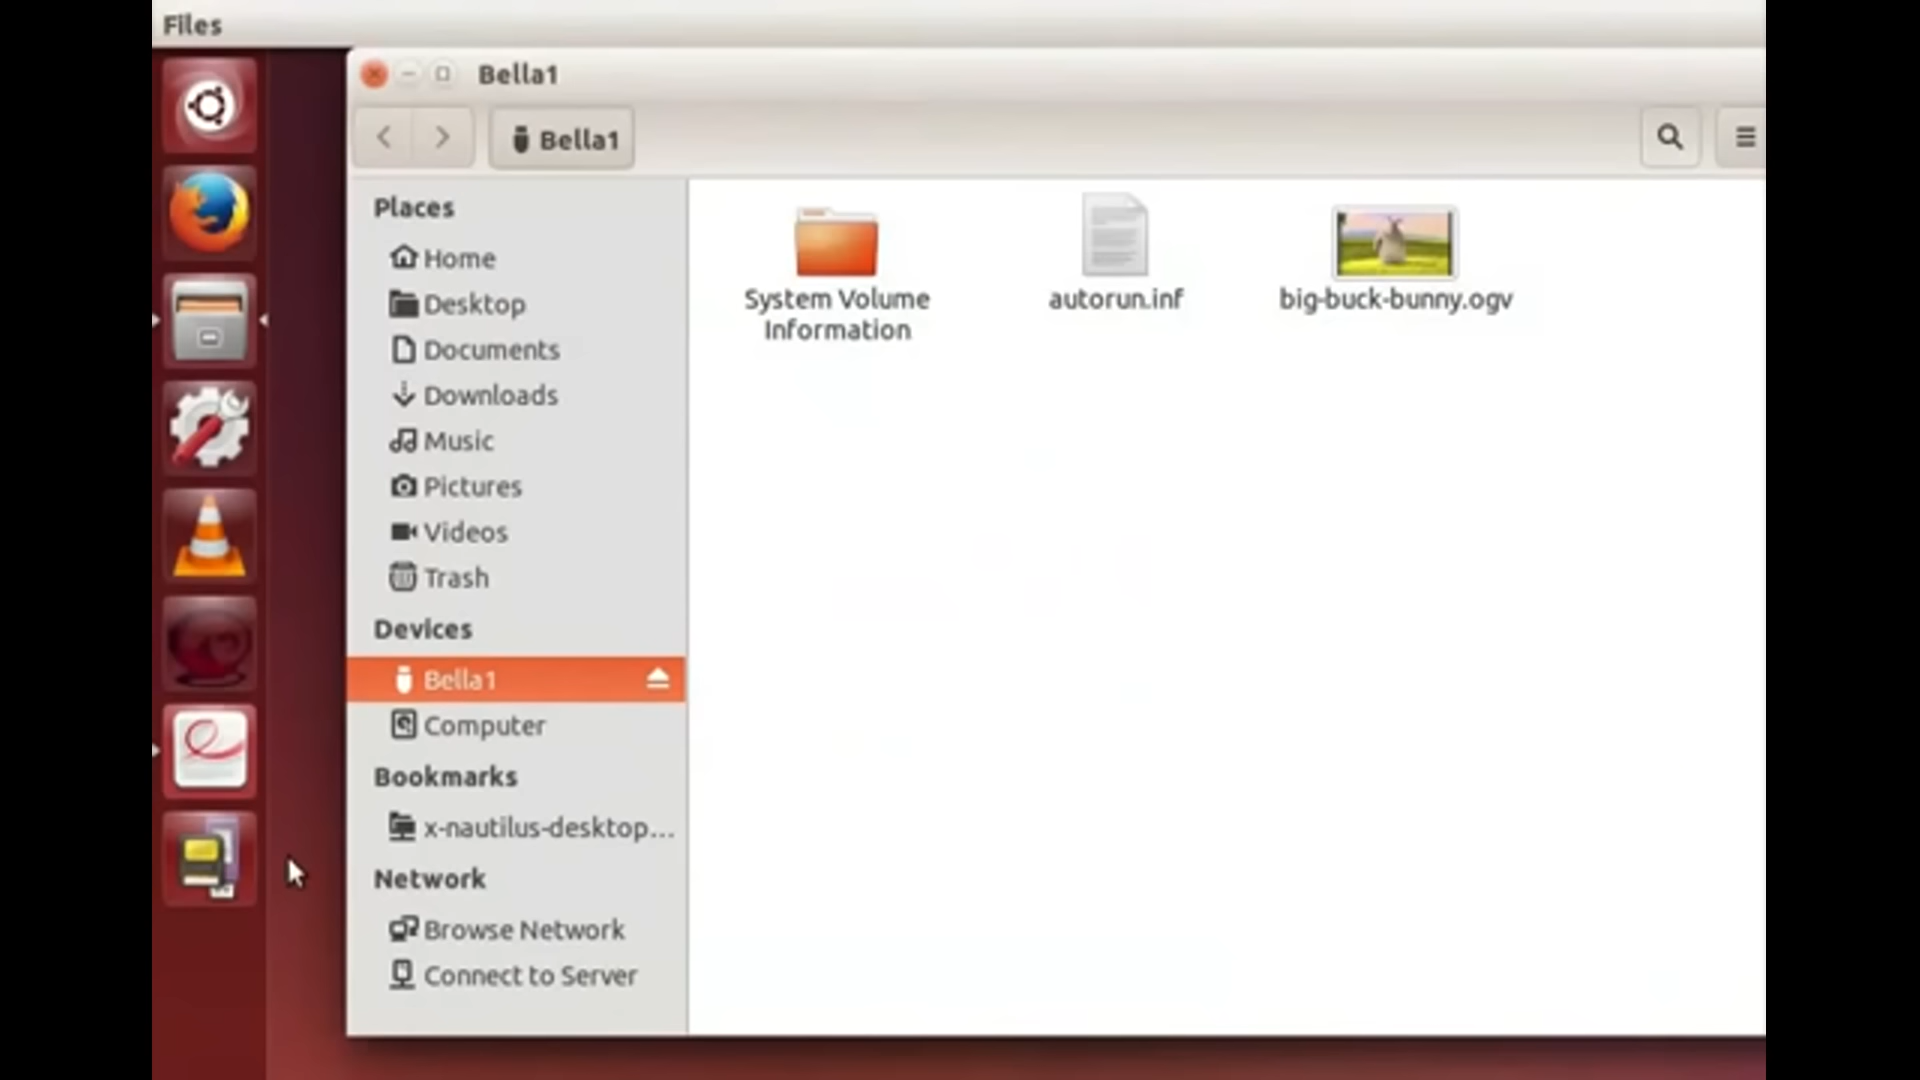 Files
Bella1
Bella1
Places
Home
Desktop
Documents
Downloads
Music
Pictures
Videos
Trash
Devices
Bella1
Computer
Bookmarks
x-nautilus-desktop...
Network
Browse Network
Connect to Server
System Volume
Information
autorun.inf
big-buck-bunny.ogv